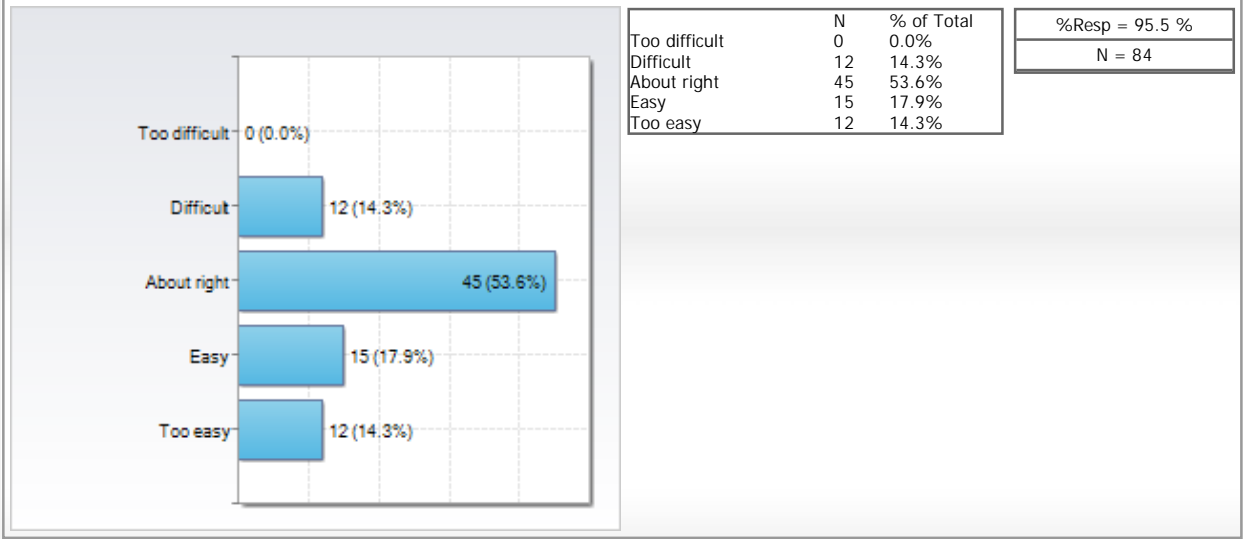 Too difficult 0 (0.0%)
Difficult 12 (14.3%)
About right 45 (53.6%)
Easy 15 (17.9%)
Too easy 12 (14.3%)
N % of Total
Too difficult 0 0.0%
Difficult 12 14.3%
About right 45 53.6%
Easy 15 17.9%
Too easy 12 14.3%
%Resp = 95.5 %
N = 84